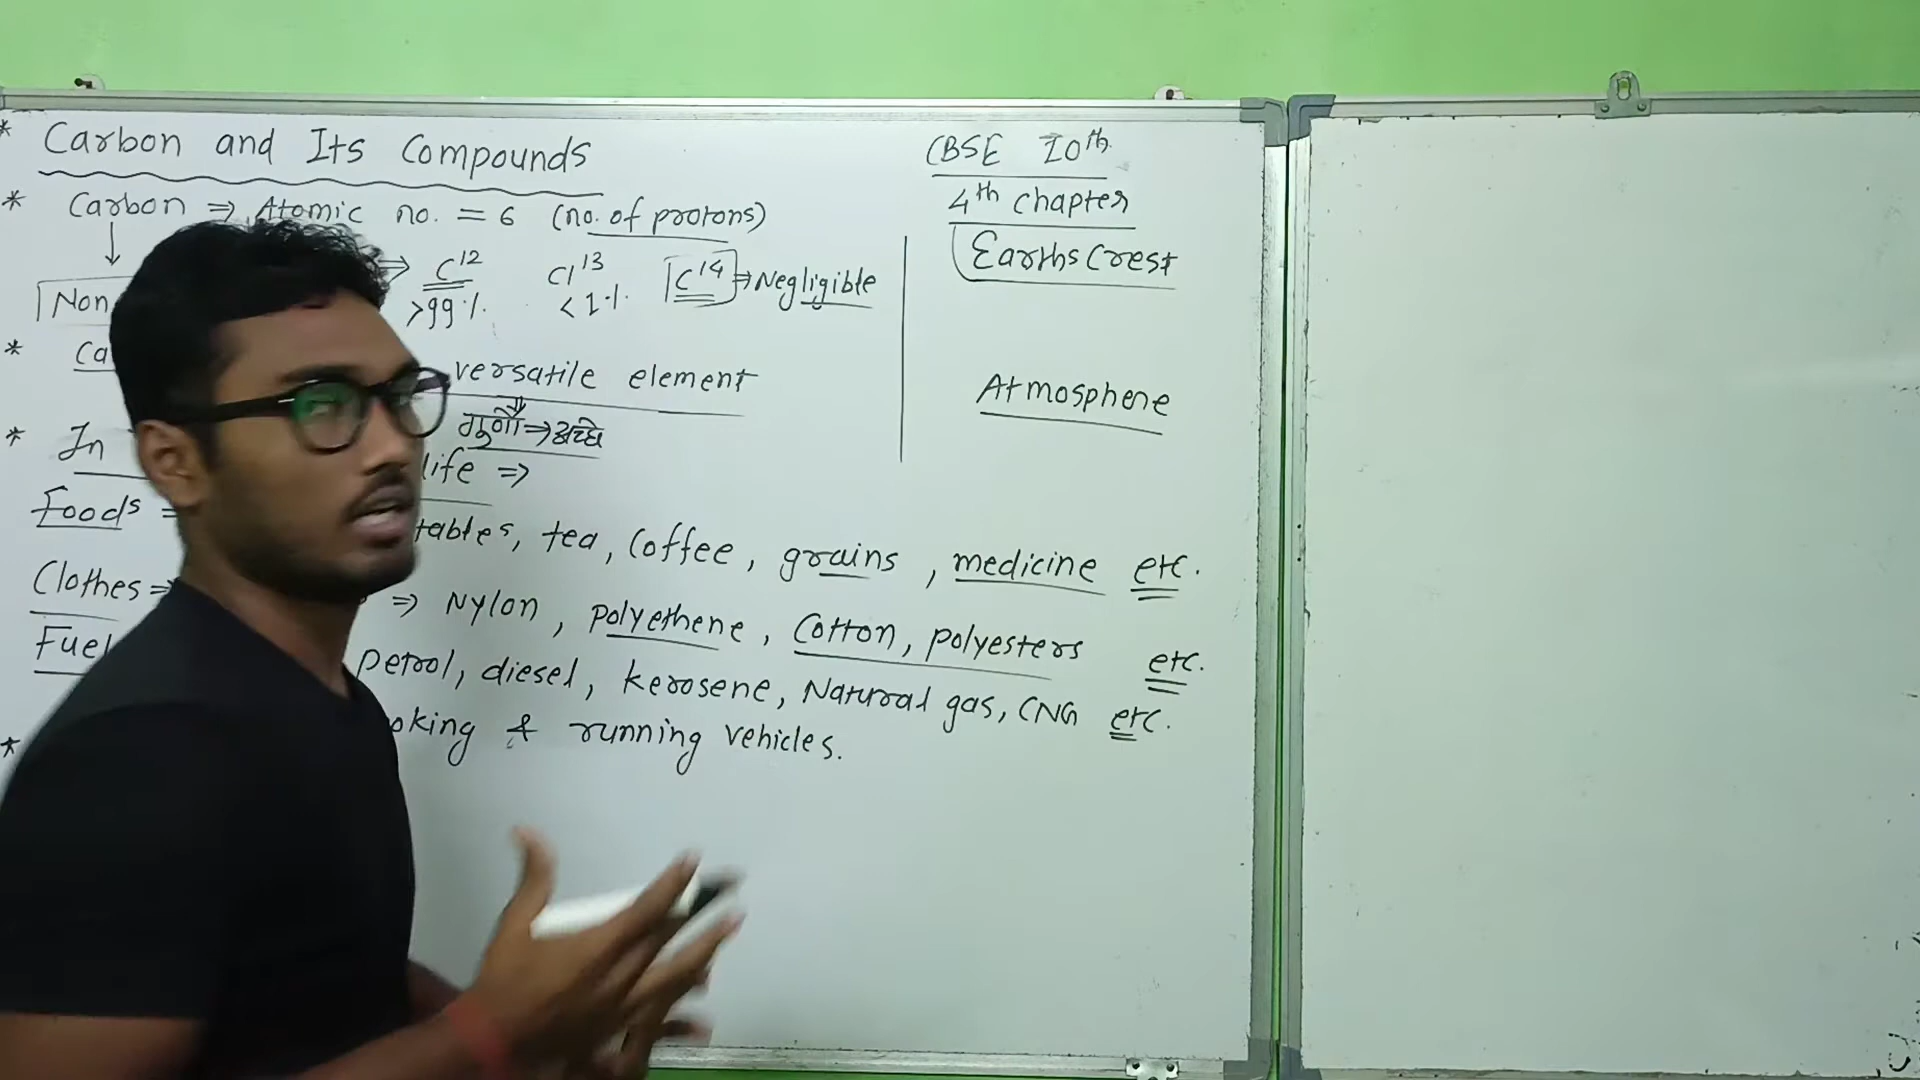 * Carbon and Its Compounds
* Carbon ⇒ Atomic no. = 6 (no. of protons)
↓
Non
⇒ C¹² C¹³ C¹⁴ ⇒ Negligible
>99% <1%
* Ca versatile element
⇒
* In life ⇒
Foods = tables, tea, Coffee, grains, medicine etc.
Clothes ⇒ ⇒ Nylon, polyethene, Cotton, polyesters etc.
Fuel petrol, diesel, kerosene, Natural gas, CNG etc.
* oking & running vehicles.
CBSE 10th
4th chapter
Earths Crest
Atmosphene